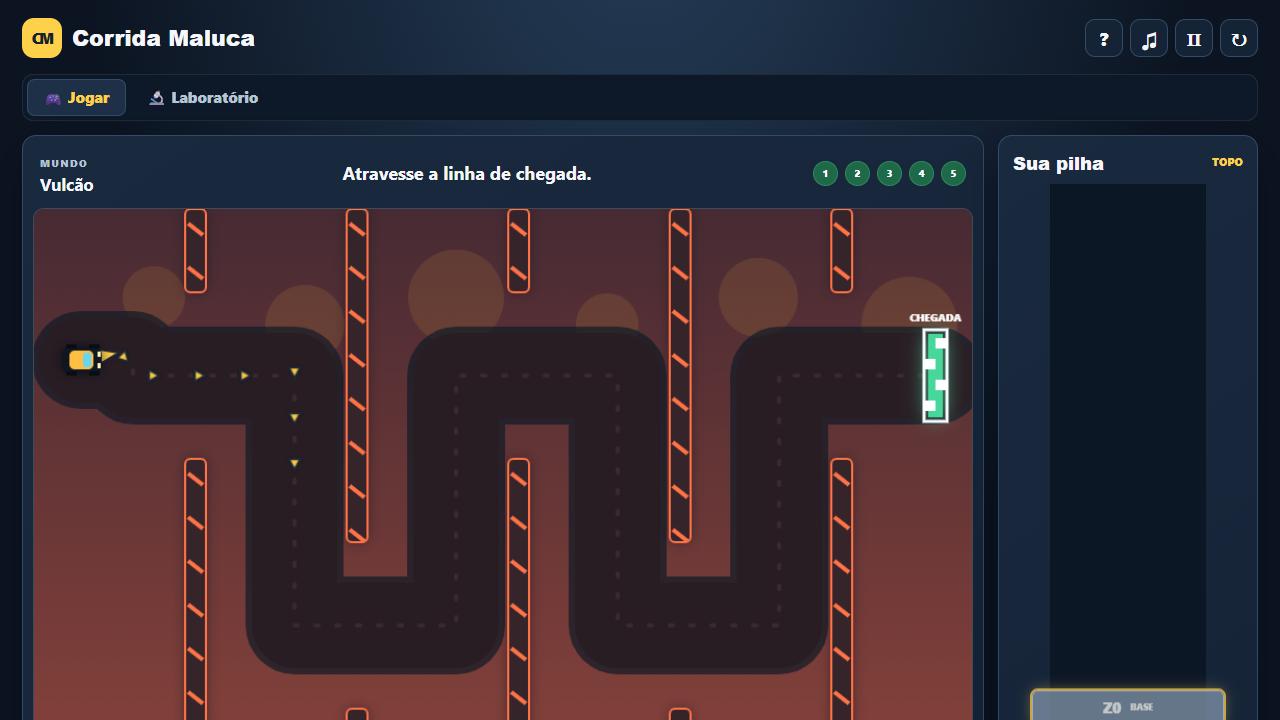 CM Corrida Maluca
?
Jogar
Laboratório
MUNDO
Vulcão
Atravesse a linha de chegada.
1 2 3 4 5
CHEGADA
Sua pilha
TOPO
Z0 BASE